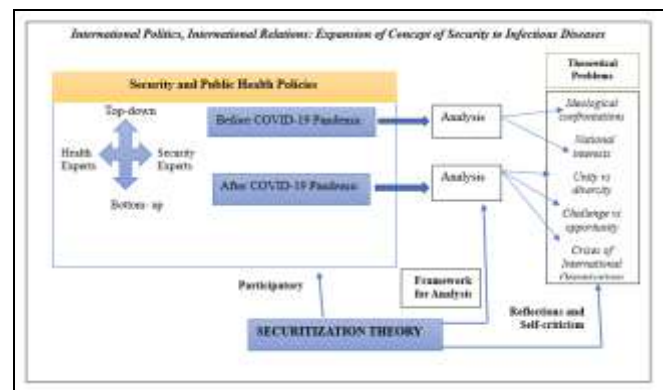 International Politics, International Relations: Expansion of Concept of Security to Infectious Diseases
Theoretical
Problems
Security and Public Health Policies
Top-down
Health
Experts
Security
Experts
Bottom- up
Before COVID-19 Pandemic
After COVID-19 Pandemic
Analysis
Analysis
Ideological
confrontations
National
interests
Unity vs
diversity
Challenge vs
opportunity
Crises of
International
Organizations
Participatory
Framework
for Analysis
Reflections and
Self-criticism
SECURITIZATION THEORY